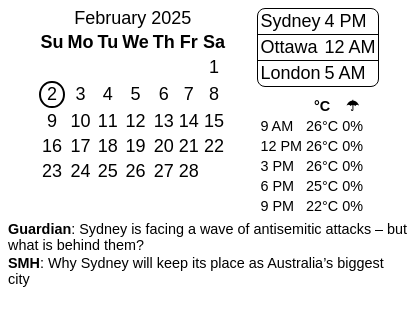 February 2025
Su Mo Tu We Th Fr Sa
1
2 3 4 5 6 7 8
9 10 11 12 13 14 15
16 17 18 19 20 21 22
23 24 25 26 27 28
Sydney 4 PM
Ottawa 12 AM
London 5 AM
°C ☂
9 AM 26°C 0%
12 PM 26°C 0%
3 PM 26°C 0%
6 PM 25°C 0%
9 PM 22°C 0%
Guardian: Sydney is facing a wave of antisemitic attacks – but
what is behind them?
SMH: Why Sydney will keep its place as Australia’s biggest
city